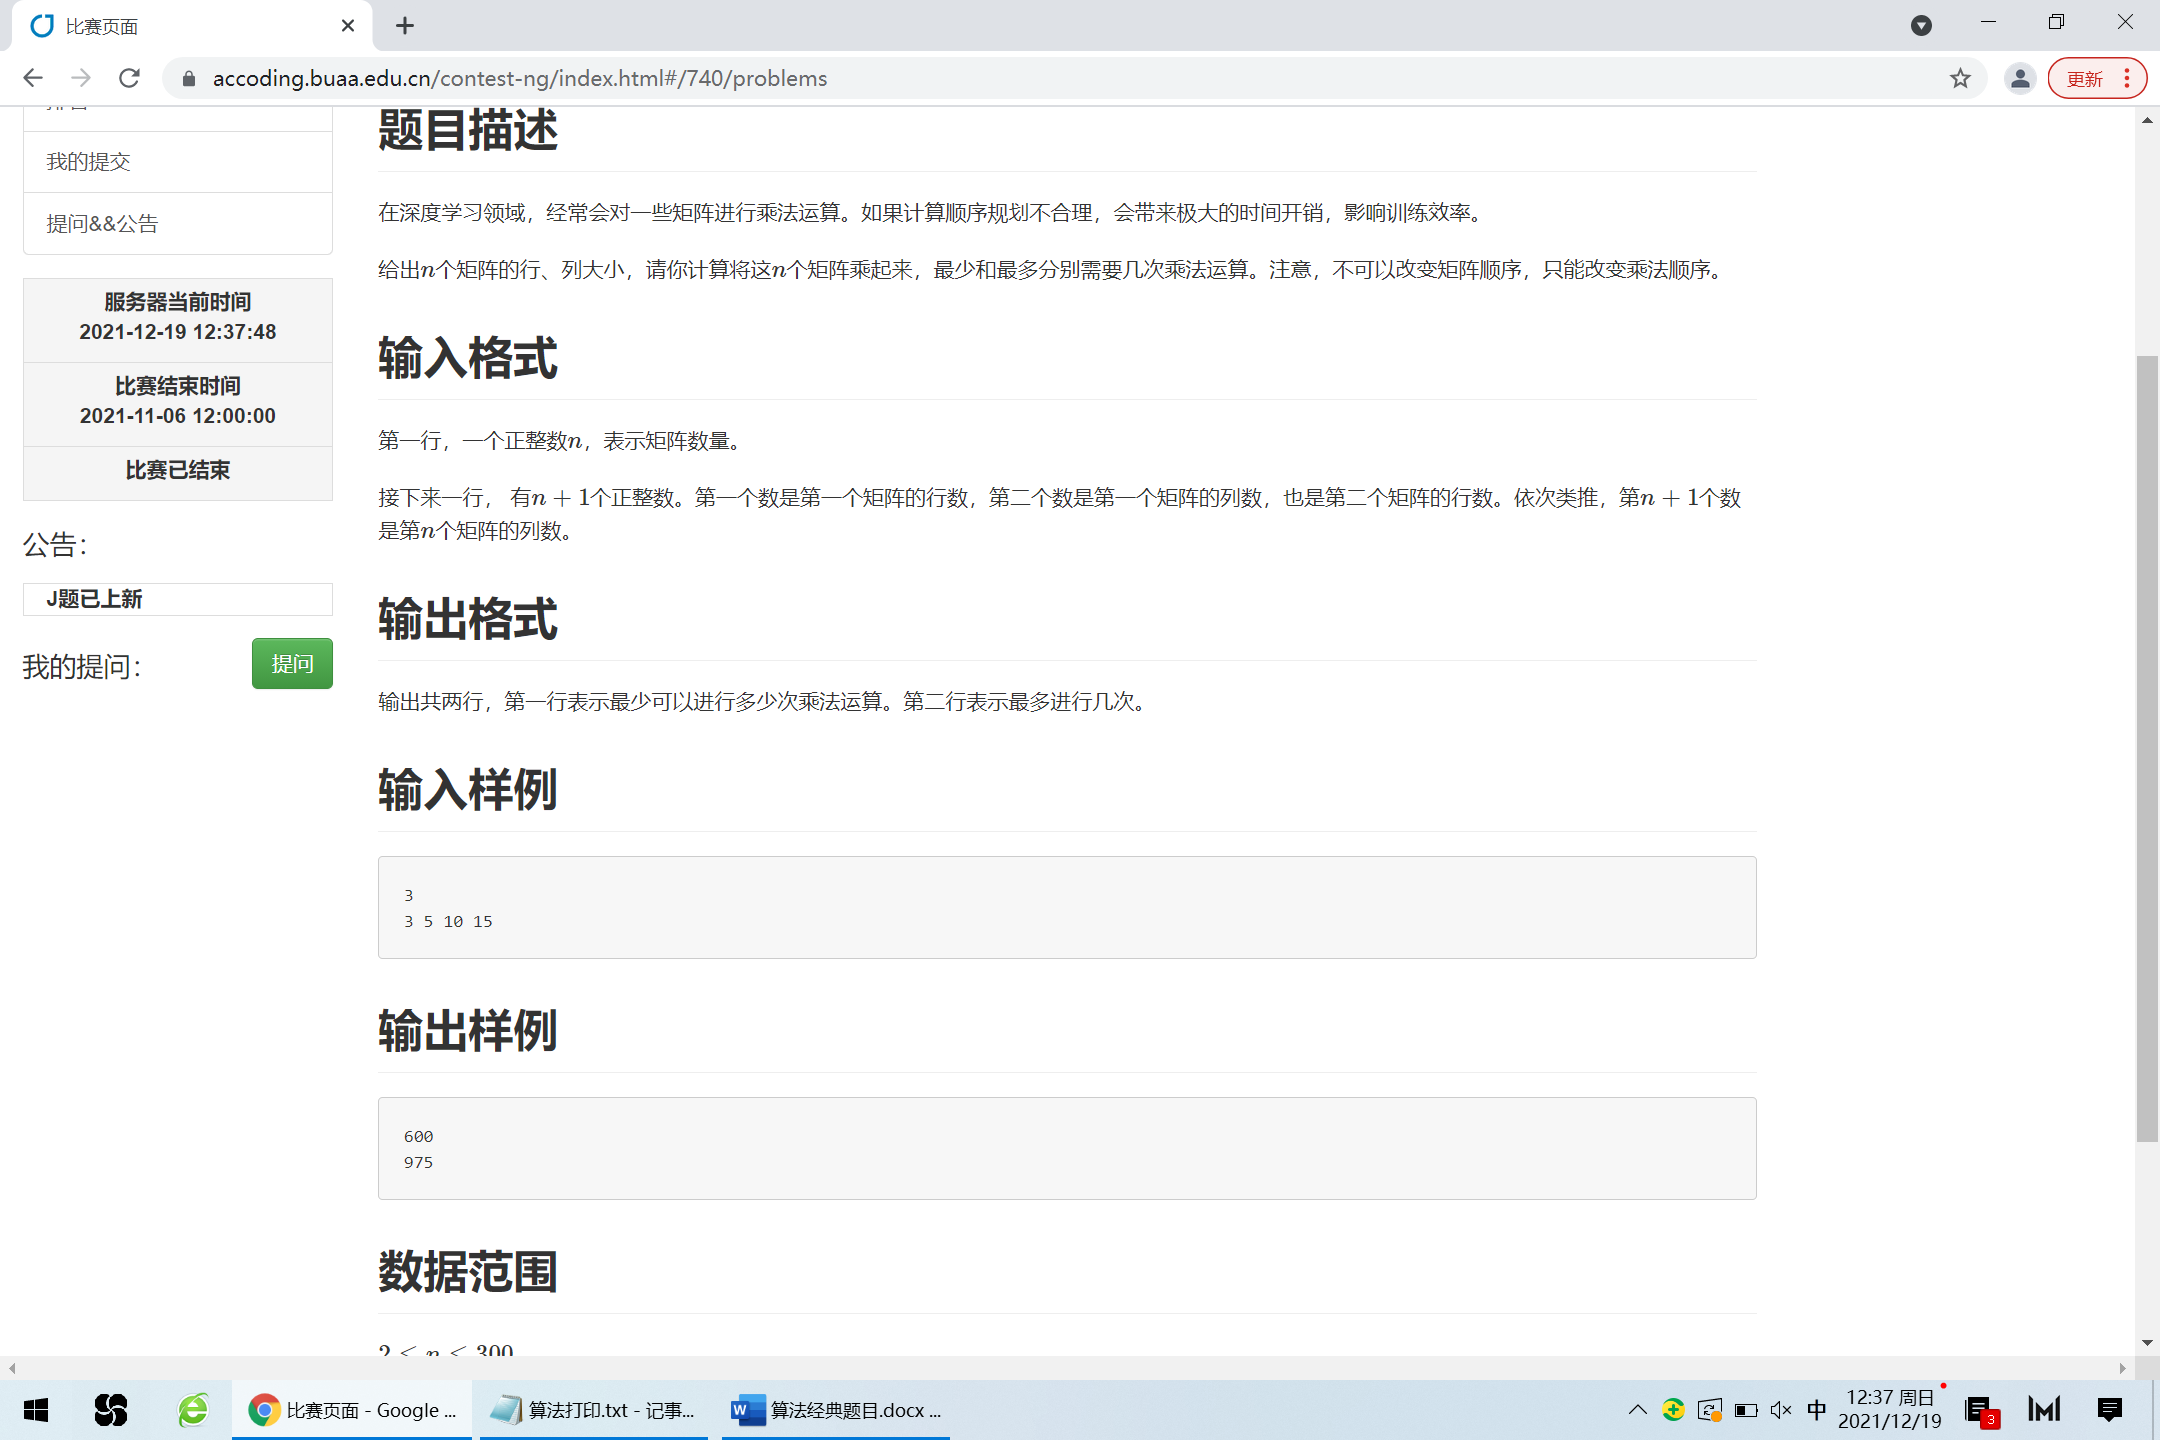 比赛页面
accoding.buaa.edu.cn/contest-ng/index.html#/740/problems
更新
我的提交
提问&&公告
服务器当前时间
2021-12-19 12:37:48
比赛结束时间
2021-11-06 12:00:00
比赛已结束
公告：
J题已上新
我的提问：
提问
题目描述
在深度学习领域，经常会对一些矩阵进行乘法运算。如果计算顺序规划不合理，会带来极大的时间开销，影响训练效率。
给出n个矩阵的行、列大小，请你计算将这n个矩阵乘起来，最少和最多分别需要几次乘法运算。注意，不可以改变矩阵顺序，只能改变乘法顺序。
输入格式
第一行，一个正整数n，表示矩阵数量。
接下来一行， 有n + 1个正整数。第一个数是第一个矩阵的行数，第二个数是第一个矩阵的列数，也是第二个矩阵的行数。依次类推，第n + 1个数
是第n个矩阵的列数。
输出格式
输出共两行，第一行表示最少可以进行多少次乘法运算。第二行表示最多进行几次。
输入样例
3
3 5 10 15
输出样例
600
975
数据范围
2 ≤ n ≤ 300
比赛页面 - Google ...
算法打印.txt - 记事...
算法经典题目.docx ...
中
12:37 周日
2021/12/19
3